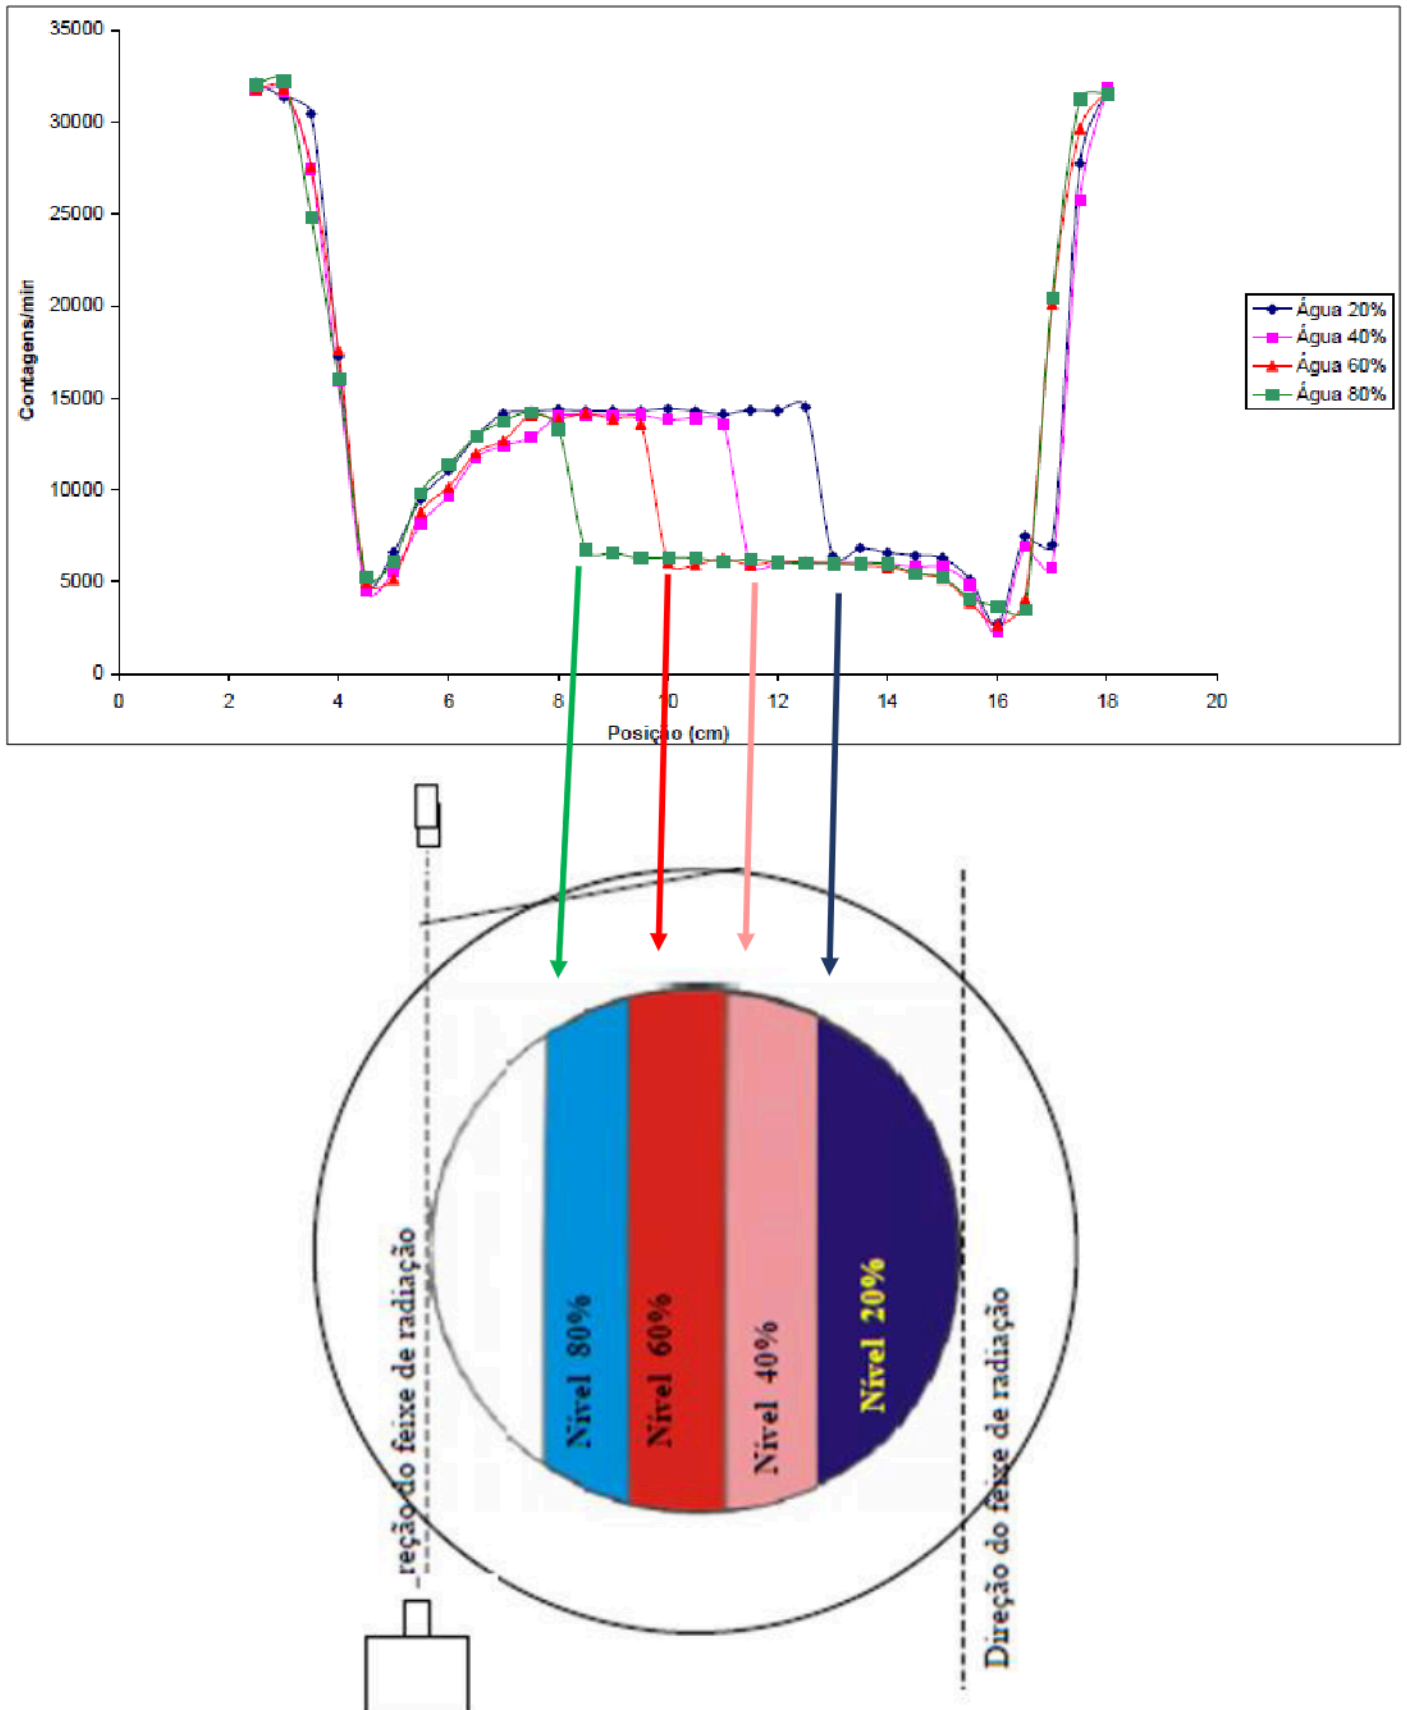 35000
30000
25000
20000
15000
10000
5000
0
Contagens/min
0 2 4 6 8 10 12 14 16 18 20
Posição (cm)
Água 20%
Água 40%
Água 60%
Água 80%
reção do feixe de radiação
Nível 80%
Nível 60%
Nível 40%
Nível 20%
Direção do feixe de radiação